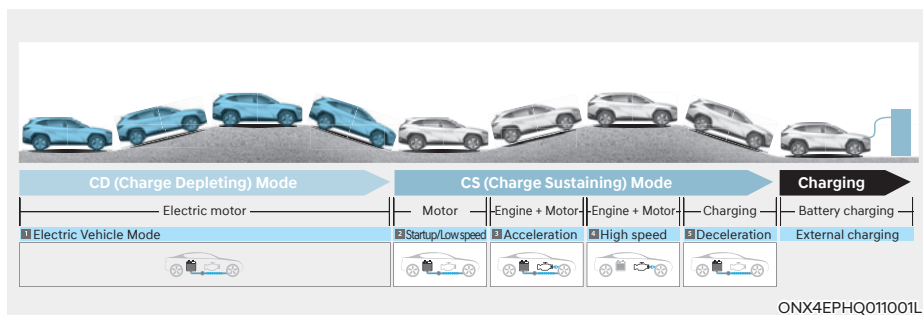 CD (Charge Depleting) Mode
CS (Charge Sustaining) Mode
Charging
Electric motor
Motor
Engine + Motor
Engine + Motor
Charging
Battery charging
1 Electric Vehicle Mode
2 Startup/Low speed
3 Acceleration
4 High speed
5 Deceleration
External charging
ONX4EPHQ011001L